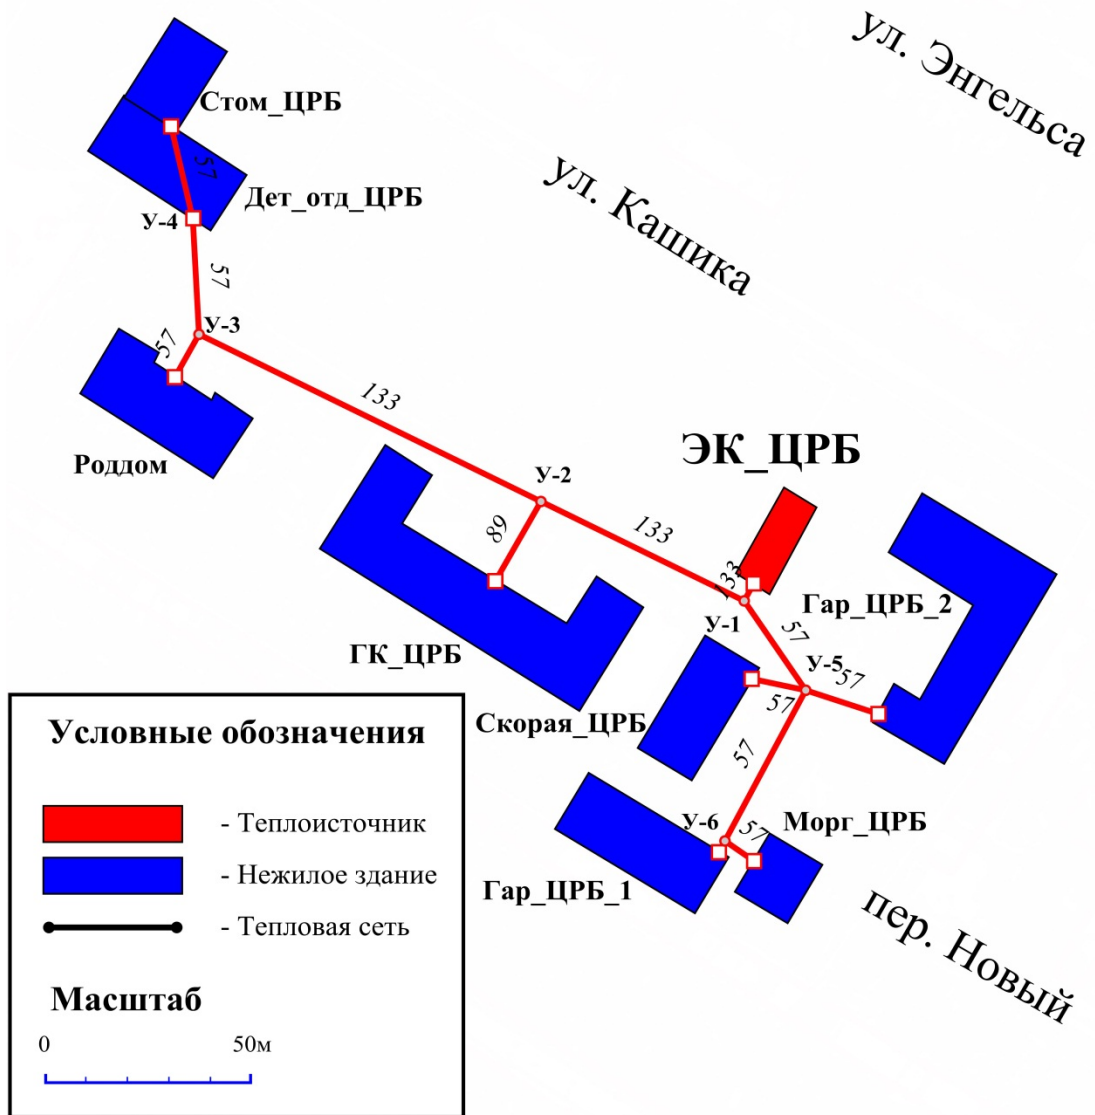 ул. Энгельса
Стом_ЦРБ
57
ул. Кашика
Дет_отд_ЦРБ
У-4
57
У-3
57
133
Роддом
ЭК_ЦРБ
У-2
89
133
133
Гар_ЦРБ_2
У-1
57
ГК_ЦРБ
У-5
57
57
Скорая_ЦРБ
57
У-6
57
Морг_ЦРБ
Гар_ЦРБ_1
пер. Новый
Условные обозначения
- Теплоисточник
- Нежилое здание
- Тепловая сеть
Масштаб
0 50м